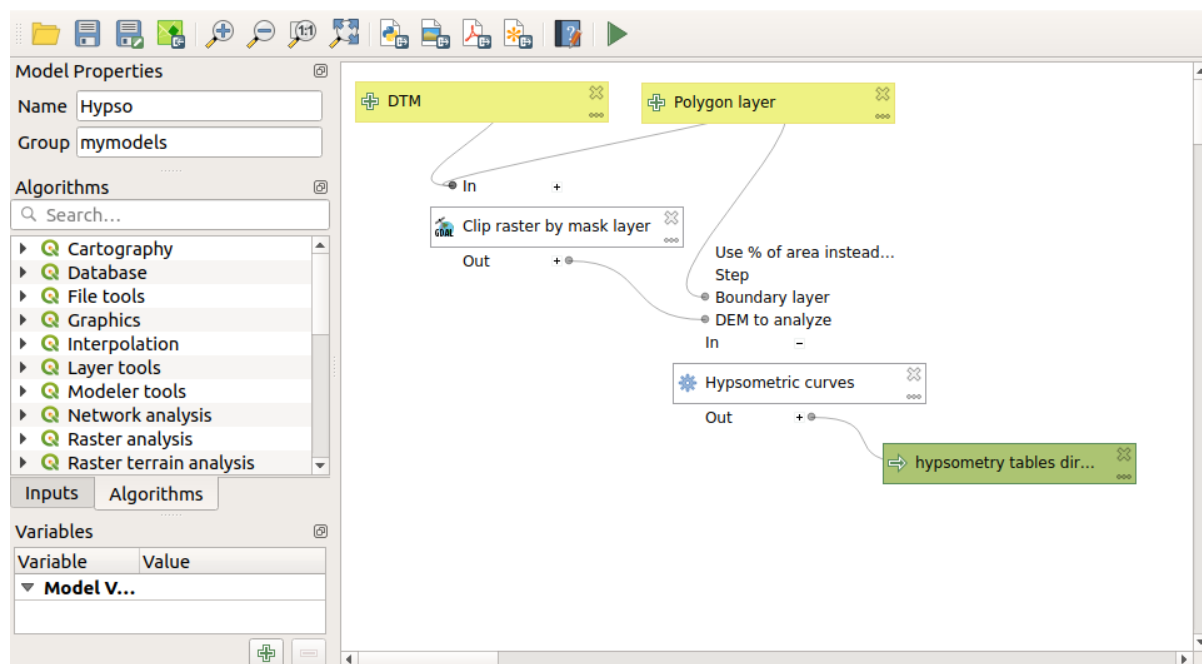 1:1
Model Properties
Name Hypso
Group mymodels
Algorithms
Search...
Cartography
Database
File tools
Graphics
Interpolation
Layer tools
Modeler tools
Network analysis
Raster analysis
Raster terrain analysis
Inputs Algorithms
Variables
Variable Value
Model V...
DTM
Polygon layer
In
GDAL Clip raster by mask layer
Out
Use % of area instead...
Step
Boundary layer
DEM to analyze
In
Hypsometric curves
Out
hypsometry tables dir...